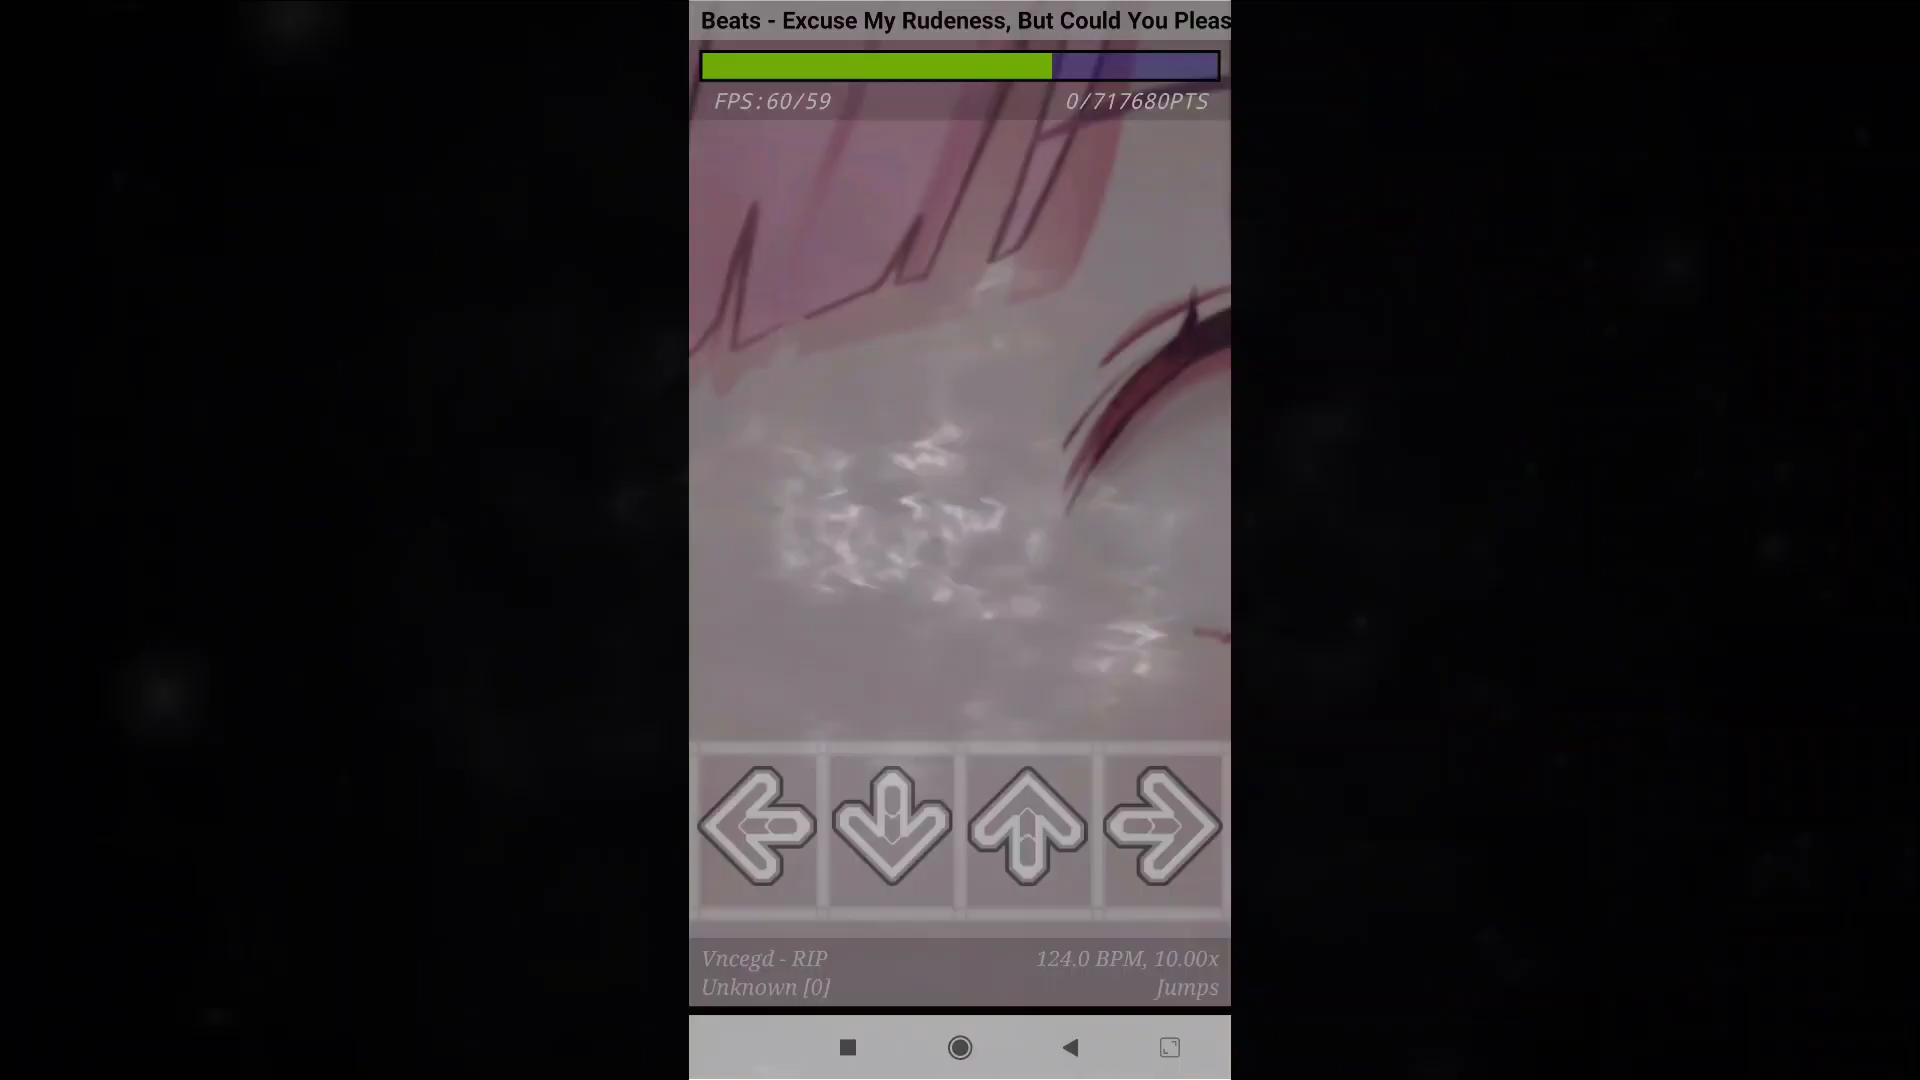 Beats - Excuse My Rudeness, But Could You Pleas
FPS:60/59
0/717680PTS
Vncegd - RIP
124.0 BPM, 10.00x
Unknown [0]
Jumps